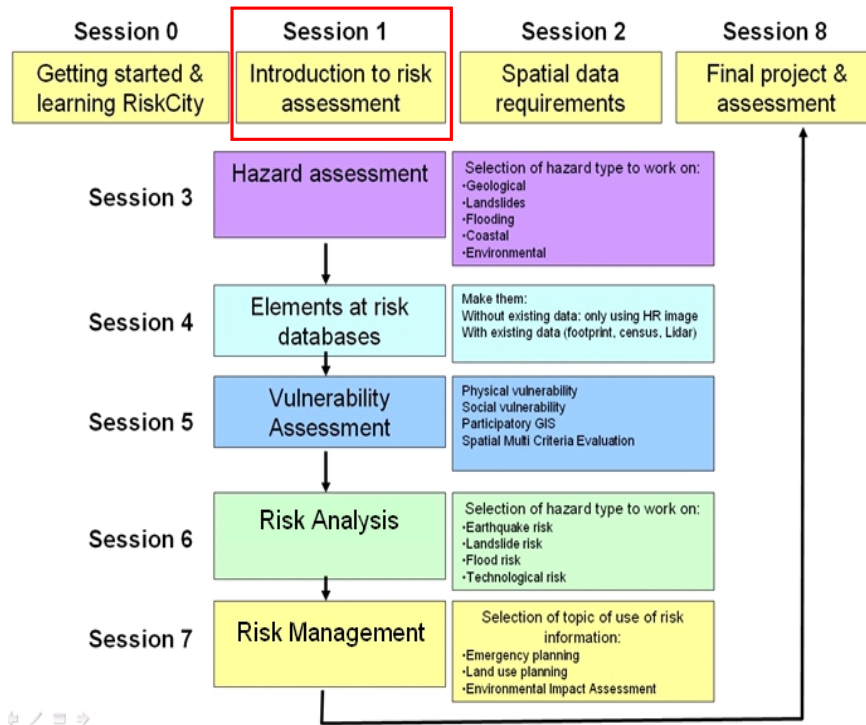 Session 0
Session 1
Session 2
Session 8
Getting started &
learning RiskCity
Introduction to risk
assessment
Spatial data
requirements
Final project &
assessment
Session 3
Hazard assessment
Selection of hazard type to work on:
•Geological
•Landslides
•Flooding
•Coastal
•Environmental
Session 4
Elements at risk
databases
Make them:
Without existing data: only using HR image
With existing data (footprint, census, Lidar)
Session 5
Vulnerability
Assessment
Physical vulnerability
Social vulnerability
Participatory GIS
Spatial Multi Criteria Evaluation
Session 6
Risk Analysis
Selection of hazard type to work on:
•Earthquake risk
•Landslide risk
•Flood risk
•Technological risk
Session 7
Risk Management
Selection of topic of use of risk
information:
•Emergency planning
•Land use planning
•Environmental Impact Assessment